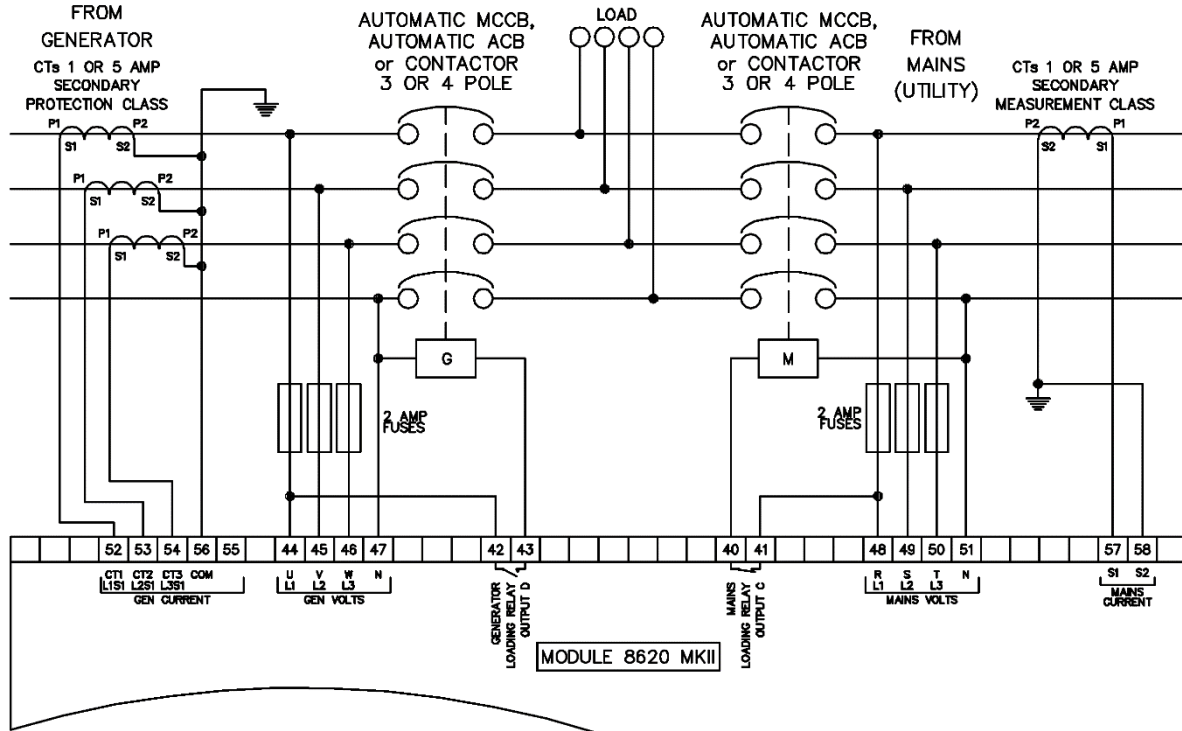 FROM
GENERATOR
CTs 1 OR 5 AMP
SECONDARY
PROTECTION CLASS
AUTOMATIC MCCB,
AUTOMATIC ACB
or CONTACTOR
3 OR 4 POLE
LOAD
AUTOMATIC MCCB,
AUTOMATIC ACB
or CONTACTOR
3 OR 4 POLE
FROM
MAINS
(UTILITY)
CTs 1 OR 5 AMP
SECONDARY
MEASUREMENT CLASS
P1 P2
S1 S2
P1 P2
S1 S2
P1 P2
S1 S2
P2 P1
S2 S1
G
M
2 AMP
FUSES
2 AMP
FUSES
52 53 54 56 55 44 45 46 47 42 43 40 41 48 49 50 51 57 58
CT1 CT2 CT3 COM
L1S1 L2S1 L3S1
GEN CURRENT
U V W N
L1 L2 L3
GEN VOLTS
GENERATOR
LOADING RELAY
OUTPUT D
MAINS
LOADING RELAY
OUTPUT C
R S T N
L1 L2 L3
MAINS VOLTS
S1 S2
MAINS
CURRENT
MODULE 8620 MKII